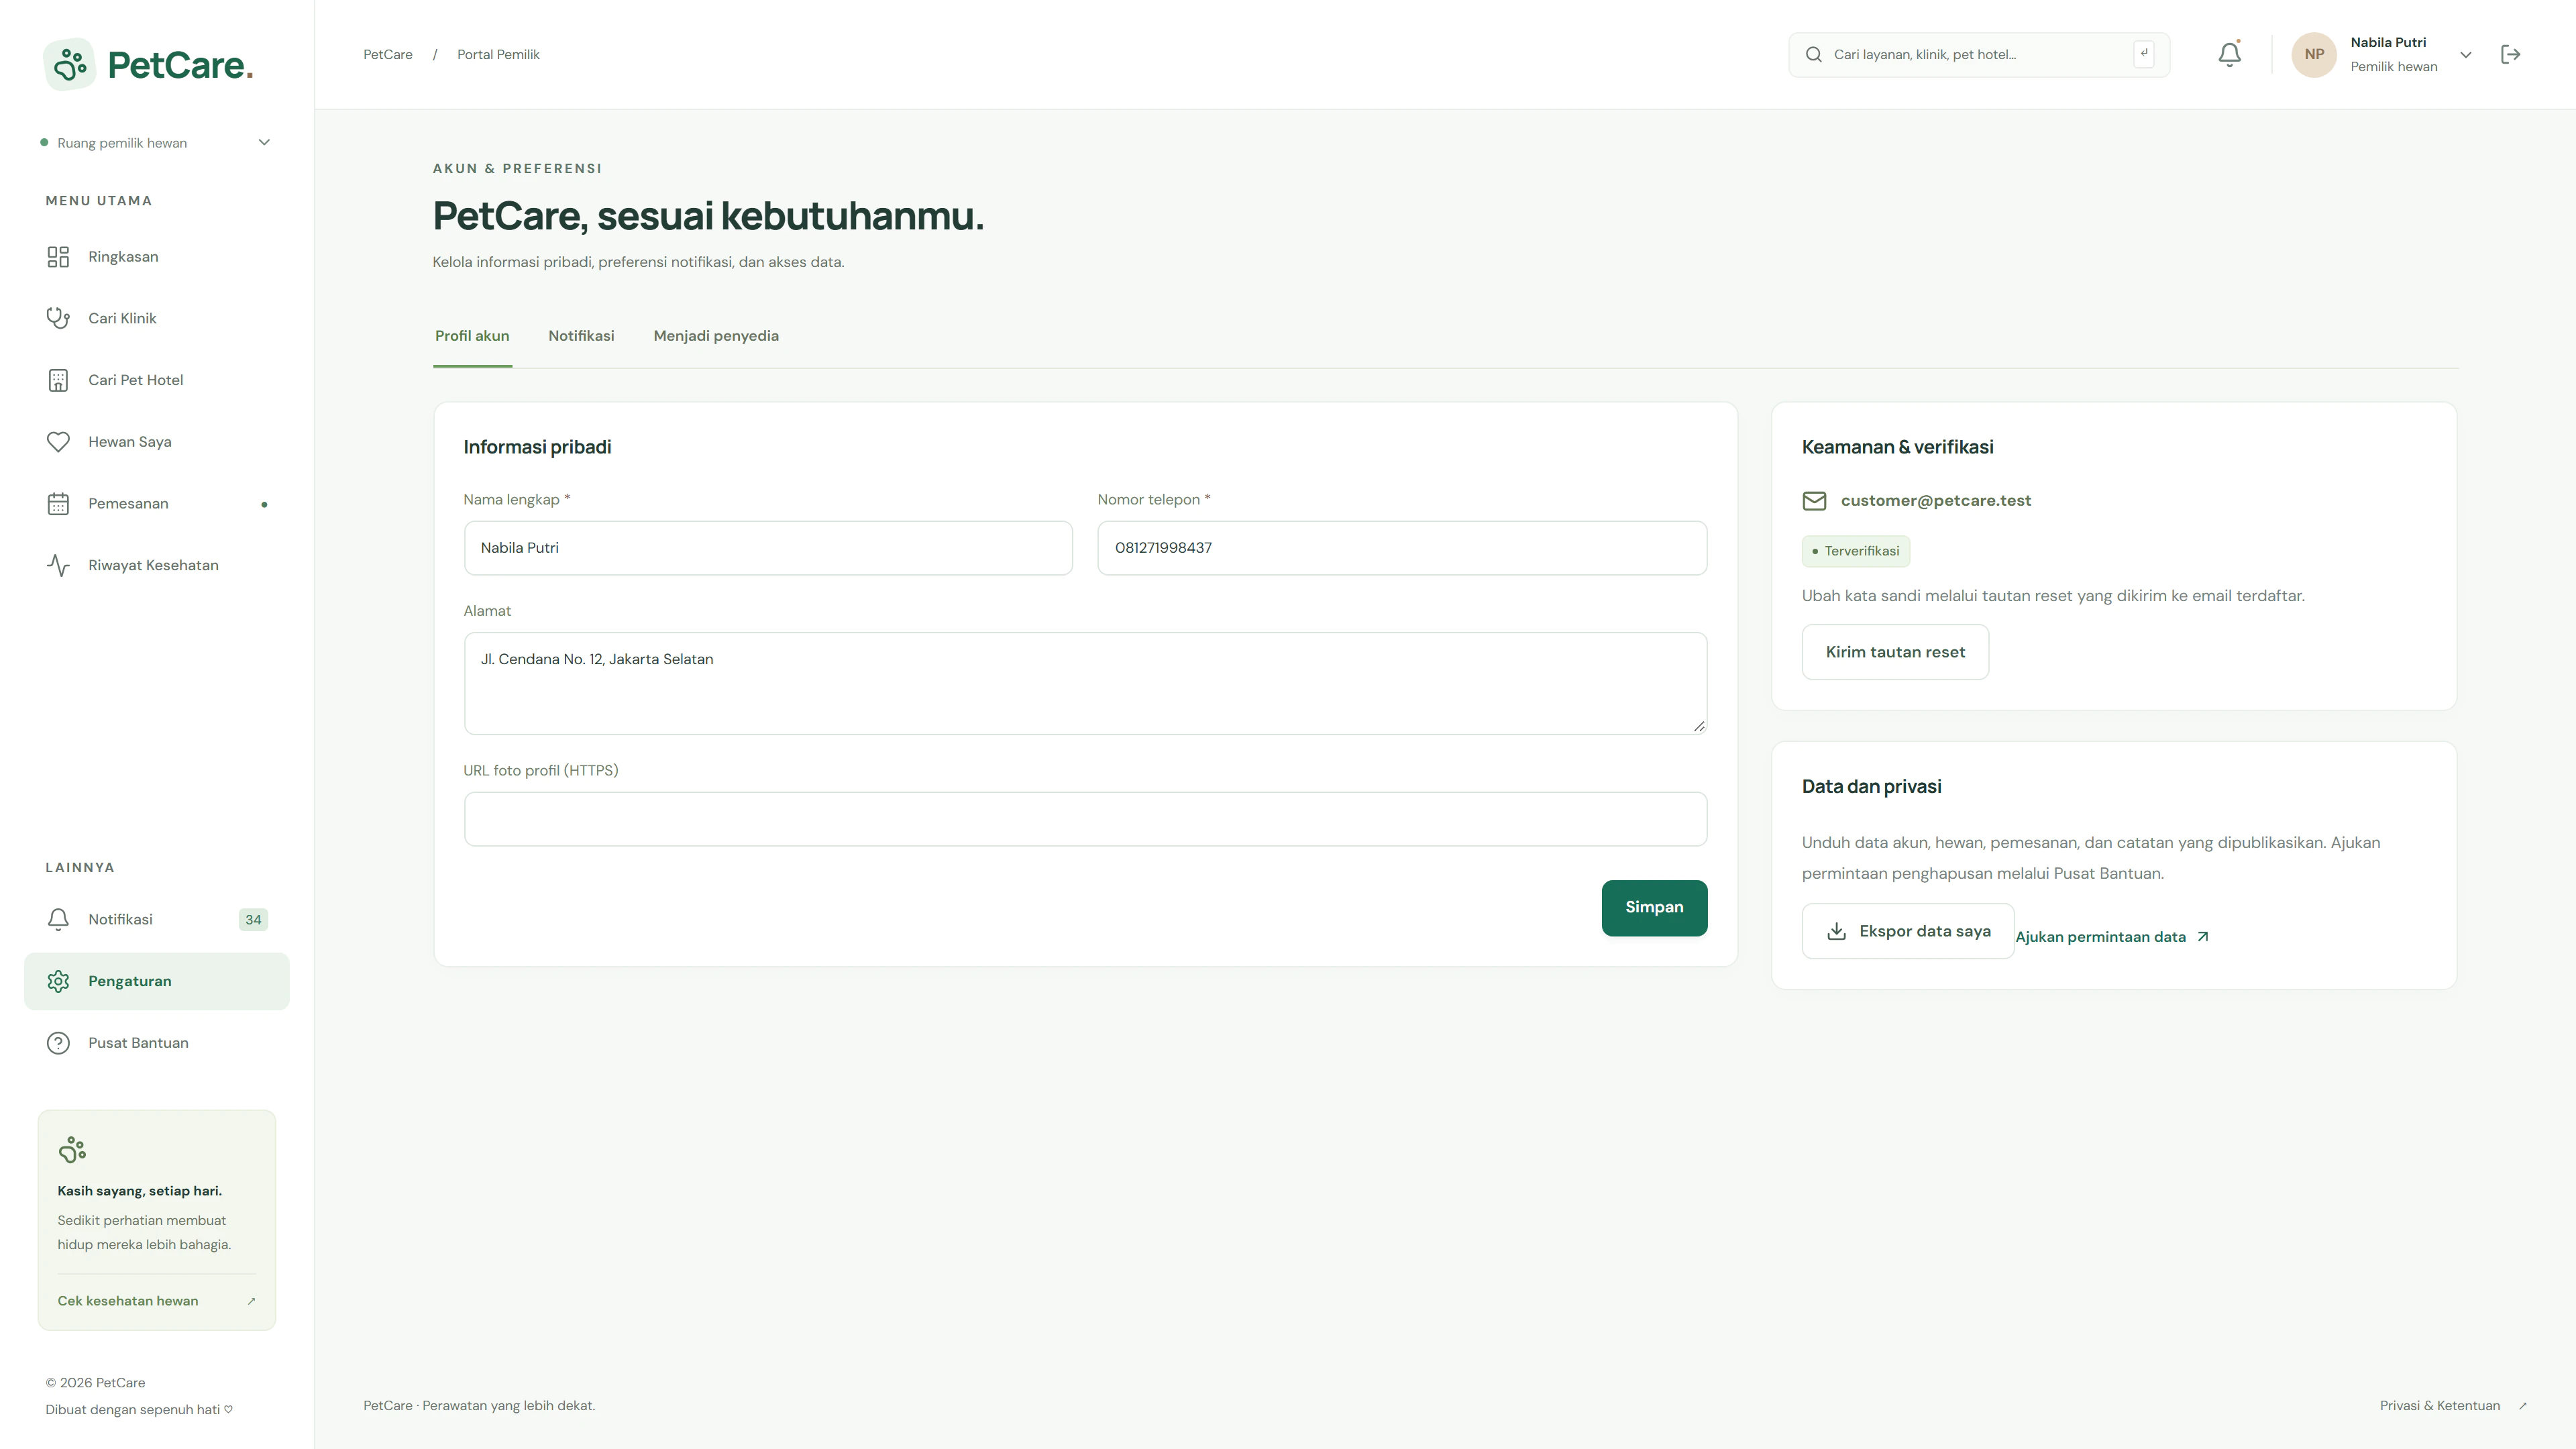 PetCare.
Ruang pemilik hewan
MENU UTAMA
Ringkasan
Cari Klinik
Cari Pet Hotel
Hewan Saya
Pemesanan
Riwayat Kesehatan
LAINNYA
Notifikasi 34
Pengaturan
Pusat Bantuan
Kasih sayang, setiap hari.
Sedikit perhatian membuat
hidup mereka lebih bahagia.
Cek kesehatan hewan ↗
© 2026 PetCare
Dibuat dengan sepenuh hati ♡
PetCare / Portal Pemilik
Cari layanan, klinik, pet hotel... ↵
NP
Nabila Putri
Pemilik hewan
AKUN & PREFERENSI
PetCare, sesuai kebutuhanmu.
Kelola informasi pribadi, preferensi notifikasi, dan akses data.
Profil akun Notifikasi Menjadi penyedia
Informasi pribadi
Nama lengkap * Nomor telepon *
Nabila Putri 081271998437
Alamat
Jl. Cendana No. 12, Jakarta Selatan
URL foto profil (HTTPS)
Simpan
Keamanan & verifikasi
customer@petcare.test
Terverifikasi
Ubah kata sandi melalui tautan reset yang dikirim ke email terdaftar.
Kirim tautan reset
Data dan privasi
Unduh data akun, hewan, pemesanan, dan catatan yang dipublikasikan. Ajukan
permintaan penghapusan melalui Pusat Bantuan.
Ekspor data saya Ajukan permintaan data
PetCare · Perawatan yang lebih dekat.
Privasi & Ketentuan ↗